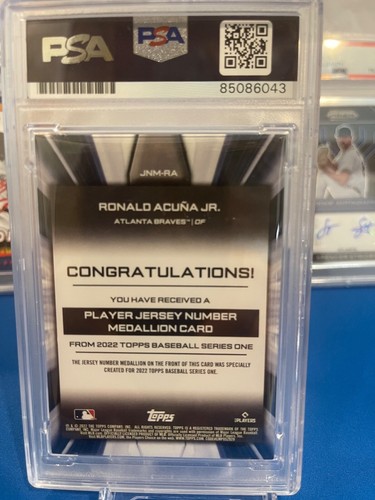 PSA
PSA
85086043
JNM-RA
RONALD ACUÑA JR.
ATLANTA BRAVES™ | OF
CONGRATULATIONS!
YOU HAVE RECEIVED A
PLAYER JERSEY NUMBER
MEDALLION CARD
FROM 2022 TOPPS BASEBALL SERIES ONE
THE JERSEY NUMBER MEDALLION ON THE FRONT OF THIS CARD WAS SPECIALLY
CREATED FOR 2022 TOPPS BASEBALL SERIES ONE.
topps
PLAYERS